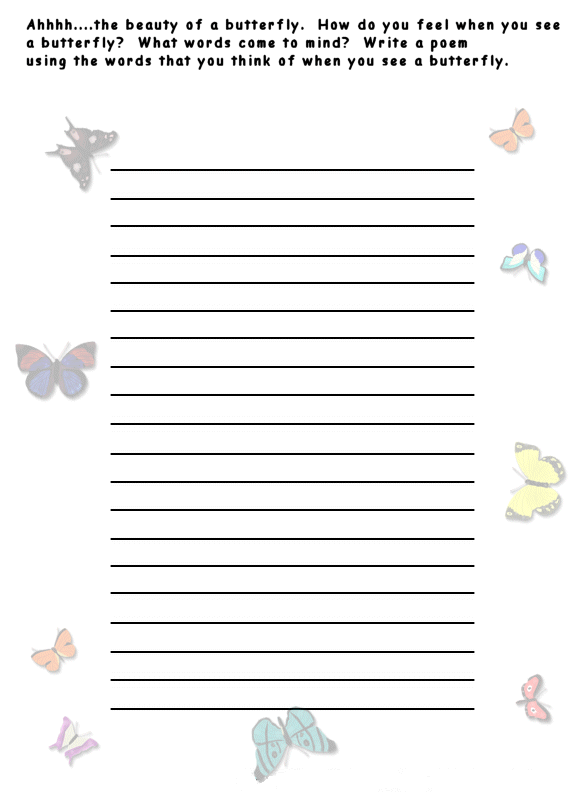 Ahhhh....the beauty of a butterfly.  How do you feel when you see
a butterfly?  What words come to mind?  Write a poem
using the words that you think of when you see a butterfly.